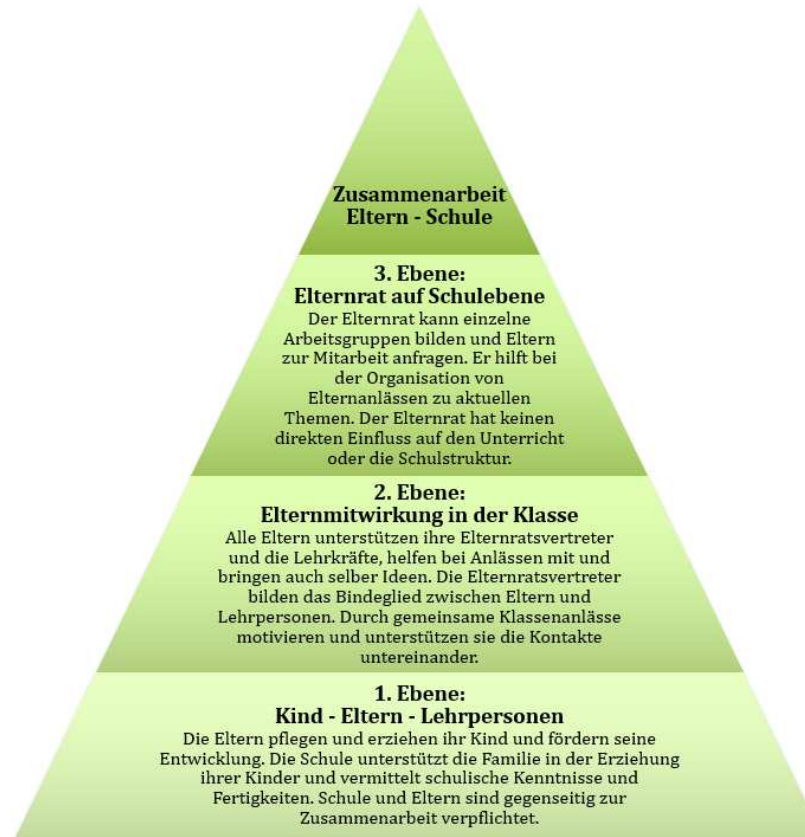 Zusammenarbeit
Eltern - Schule
3. Ebene:
Elternrat auf Schulebene
Der Elternrat kann einzelne
Arbeitsgruppen bilden und Eltern
zur Mitarbeit anfragen. Er hilft bei
der Organisation von
Elternanlässen zu aktuellen
Themen. Der Elternrat hat keinen
direkten Einfluss auf den Unterricht
oder die Schulstruktur.
2. Ebene:
Elternmitwirkung in der Klasse
Alle Eltern unterstützen ihre Elternratsvertreter
und die Lehrkräfte, helfen bei Anlässen mit und
bringen auch selber Ideen. Die Elternratsvertreter
bilden das Bindeglied zwischen Eltern und
Lehrpersonen. Durch gemeinsame Klassenanlässe
motivieren und unterstützen sie die Kontakte
untereinander.
1. Ebene:
Kind - Eltern - Lehrpersonen
Die Eltern pflegen und erziehen ihr Kind und fördern seine
Entwicklung. Die Schule unterstützt die Familie in der Erziehung
ihrer Kinder und vermittelt schulische Kenntnisse und
Fertigkeiten. Schule und Eltern sind gegenseitig zur
Zusammenarbeit verpflichtet.